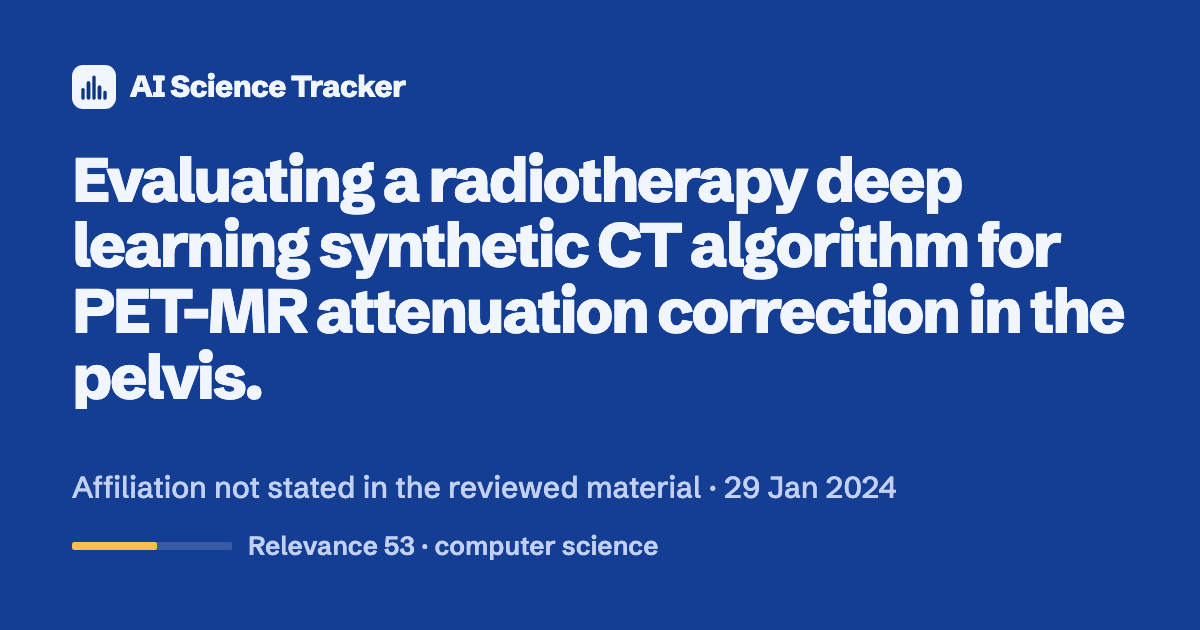 AI Science Tracker
Evaluating a radiotherapy deep
learning synthetic CT algorithm for
PET-MR attenuation correction in the
pelvis.
Affiliation not stated in the reviewed material · 29 Jan 2024
Relevance 53 · computer science